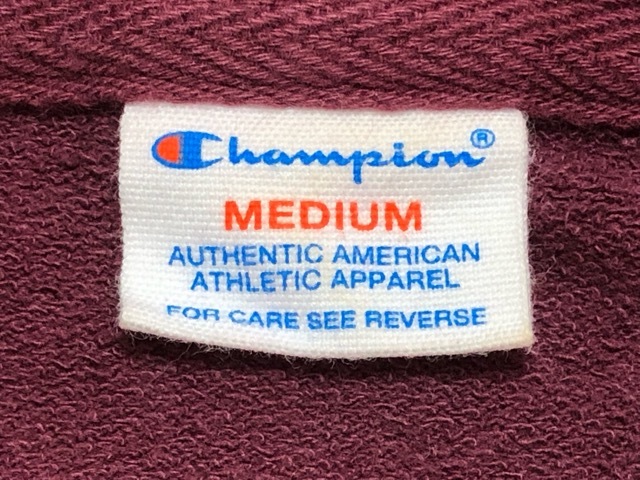 Champion®
MEDIUM
AUTHENTIC AMERICAN
ATHLETIC APPAREL
FOR CARE SEE REVERSE